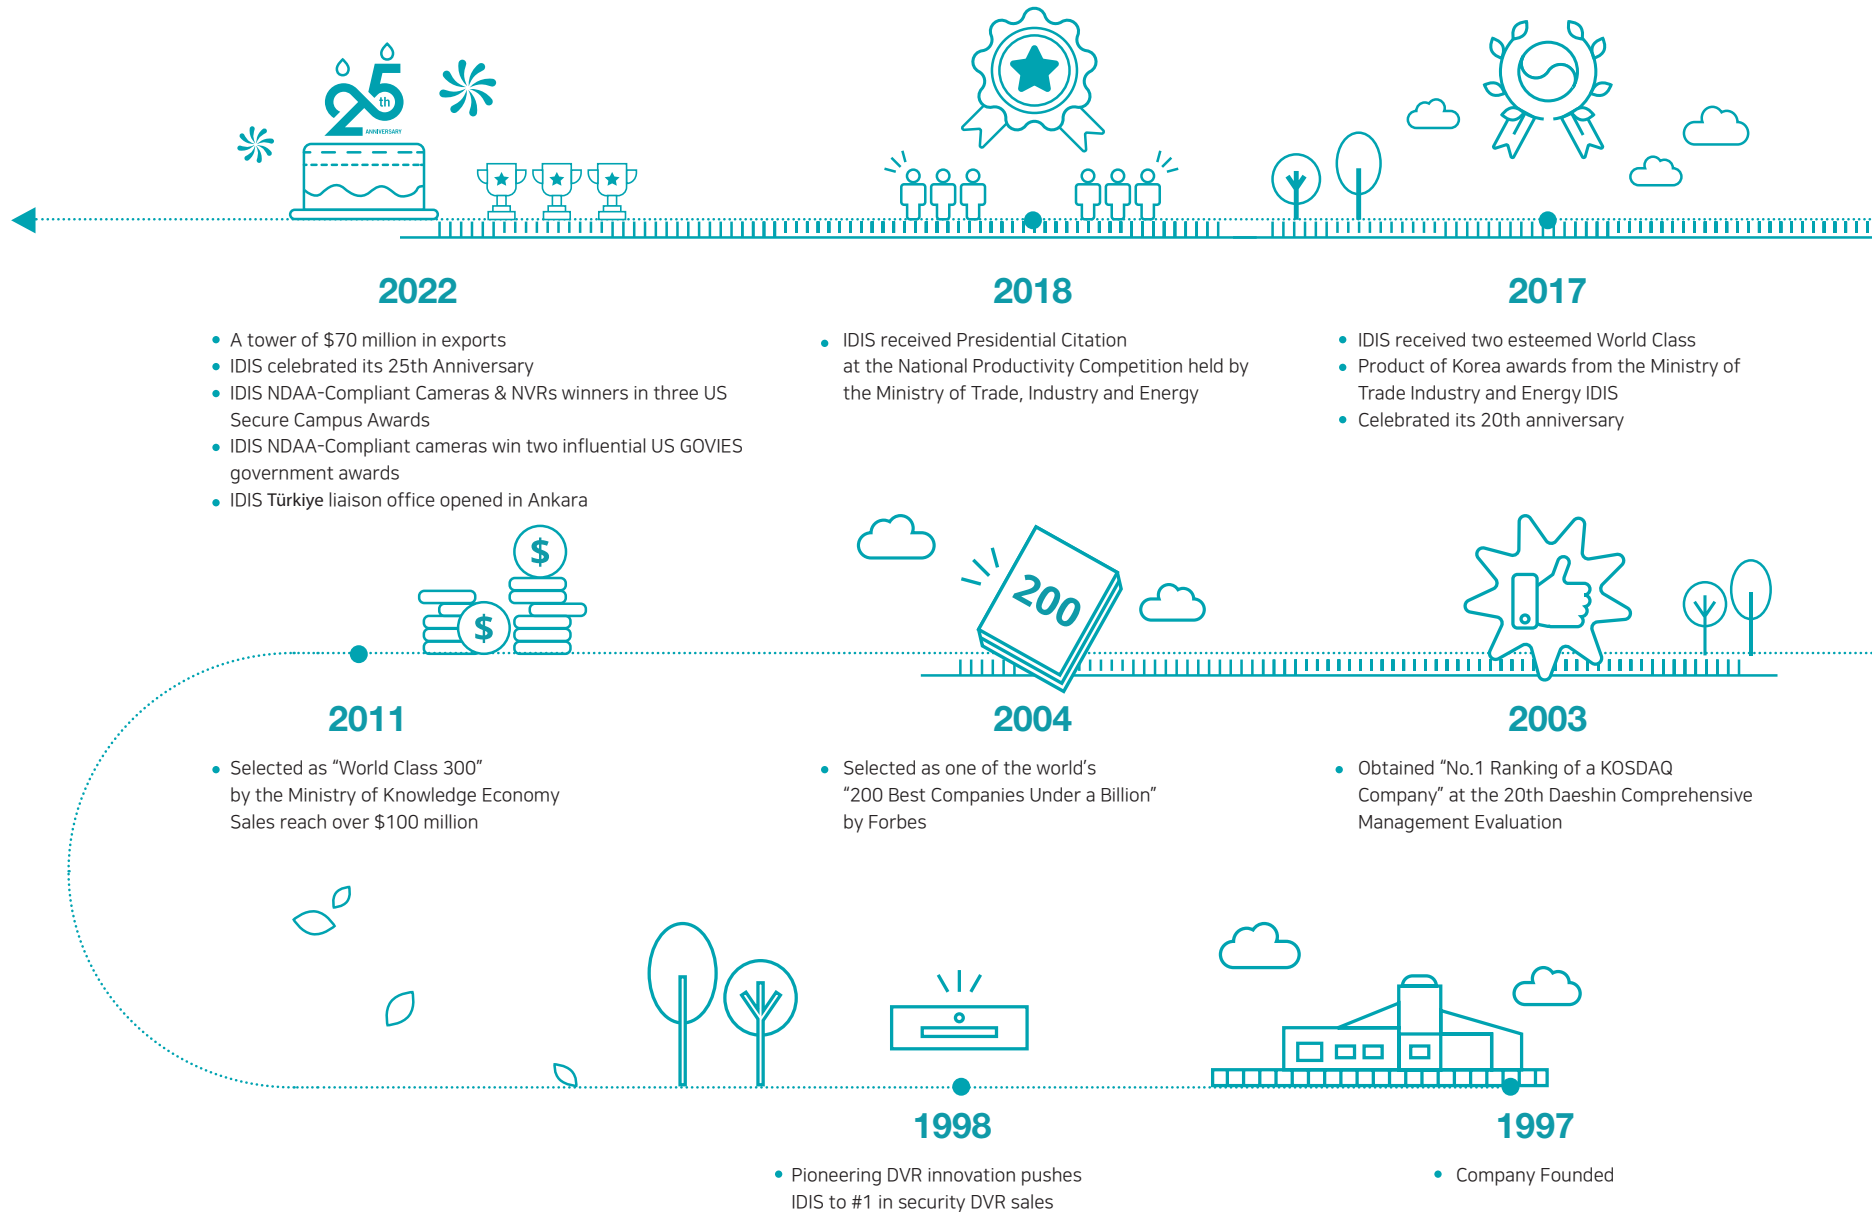 25th
ANNIVERSARY
2022
A tower of $70 million in exports
IDIS celebrated its 25th Anniversary
IDIS NDAA-Compliant Cameras & NVRs winners in three US
Secure Campus Awards
IDIS NDAA-Compliant cameras win two influential US GOVIES
government awards
IDIS Türkiye liaison office opened in Ankara
2018
IDIS received Presidential Citation
at the National Productivity Competition held by
the Ministry of Trade, Industry and Energy
2017
IDIS received two esteemed World Class
Product of Korea awards from the Ministry of
Trade Industry and Energy IDIS
Celebrated its 20th anniversary
$
$
2011
Selected as “World Class 300”
by the Ministry of Knowledge Economy
Sales reach over $100 million
200
2004
Selected as one of the world's
“200 Best Companies Under a Billion”
by Forbes
2003
Obtained “No.1 Ranking of a KOSDAQ
Company” at the 20th Daeshin Comprehensive
Management Evaluation
1998
Pioneering DVR innovation pushes
IDIS to #1 in security DVR sales
1997
Company Founded